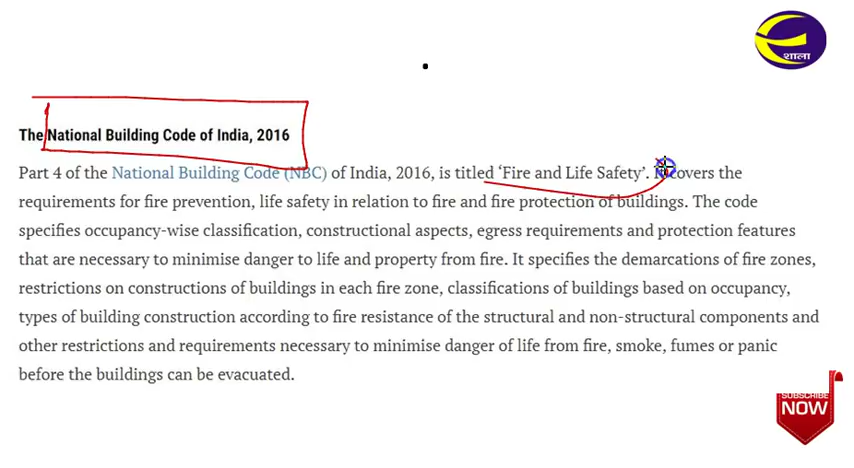 शाला
The National Building Code of India, 2016
Part 4 of the National Building Code (NBC) of India, 2016, is titled ‘Fire and Life Safety’. It covers the
requirements for fire prevention, life safety in relation to fire and fire protection of buildings. The code
specifies occupancy-wise classification, constructional aspects, egress requirements and protection features
that are necessary to minimise danger to life and property from fire. It specifies the demarcations of fire zones,
restrictions on constructions of buildings in each fire zone, classifications of buildings based on occupancy,
types of building construction according to fire resistance of the structural and non-structural components and
other restrictions and requirements necessary to minimise danger of life from fire, smoke, fumes or panic
before the buildings can be evacuated.
SUBSCRIBE
NOW